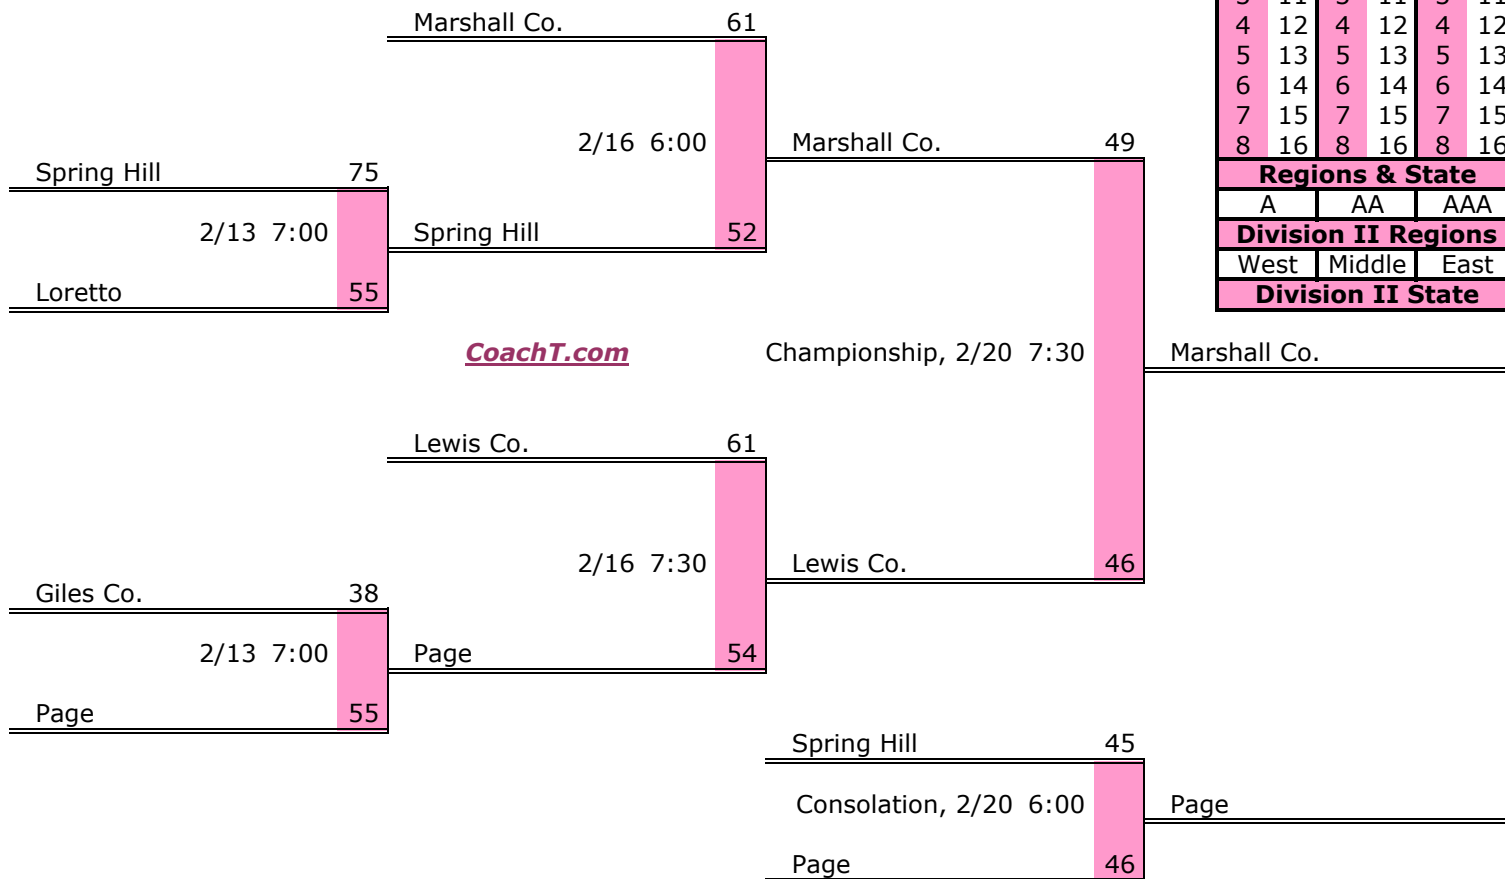 Marshall Co. 61
4 12 4 12 4 12
5 13 5 13 5 13
6 14 6 14 6 14
2/16 6:00 Marshall Co. 49
7 15 7 15 7 15
8 16 8 16 8 16
Spring Hill 75
Regions & State
A AA AAA
2/13 7:00 Spring Hill 52
Division II Regions
West Middle East
Loretto 55
Division II State
CoachT.com Championship, 2/20 7:30 Marshall Co.
Lewis Co. 61
2/16 7:30 Lewis Co. 46
Giles Co. 38
2/13 7:00 Page 54
Page 55
Spring Hill 45
Consolation, 2/20 6:00 Page
Page 46